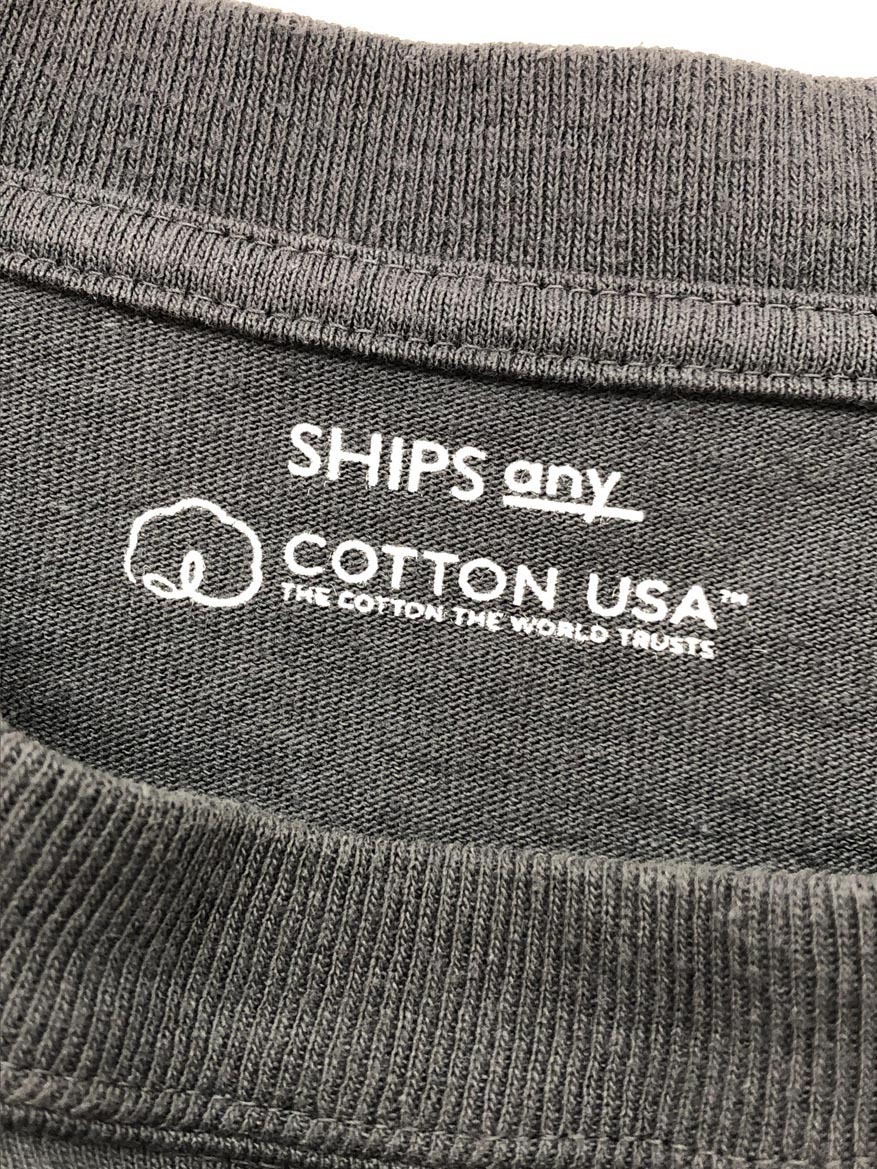 SHIPS any
COTTON USA™
THE COTTON THE WORLD TRUSTS